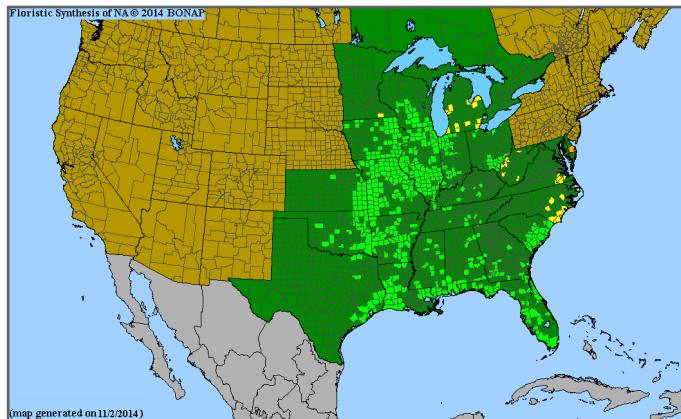 Floristic Synthesis of NA © 2014 BONAP
(map generated on 11/2/2014)